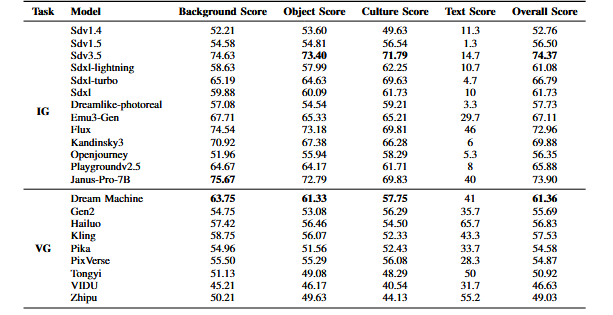 Task Model Background Score Object Score Culture Score Text Score Overall Score
Sdv1.4 52.21 53.60 49.63 11.3 52.76
Sdv1.5 54.58 54.81 56.54 1.3 56.50
Sdv3.5 74.63 73.40 71.79 14.7 74.37
Sdxl-lightning 58.63 57.99 62.25 10.7 61.08
Sdxl-turbo 65.19 64.63 69.63 4.7 66.79
Sdxl 59.88 60.09 61.73 10 61.73
Dreamlike-photoreal 57.08 54.54 59.21 3.3 57.73
IG Emu3-Gen 67.71 65.33 65.21 29.7 67.11
Flux 74.54 73.18 69.81 46 72.96
Kandinsky3 70.92 67.38 66.28 6 69.88
Openjourney 51.96 55.94 58.29 5.3 56.35
Playgroundv2.5 64.67 64.17 61.71 8 65.88
Janus-Pro-7B 75.67 72.79 69.83 40 73.90
Dream Machine 63.75 61.33 57.75 41 61.36
Gen2 54.75 53.08 56.29 35.7 55.69
Hailuo 57.42 56.46 54.50 65.7 56.83
Kling 58.75 56.07 52.33 43.3 57.53
VG Pika 54.96 51.56 52.43 33.7 54.58
PixVerse 55.50 55.29 56.08 28.3 54.87
Tongyi 51.13 49.08 48.29 50 50.92
VIDU 45.21 46.17 40.54 31.7 46.63
Zhipu 50.21 49.63 44.13 55.2 49.03